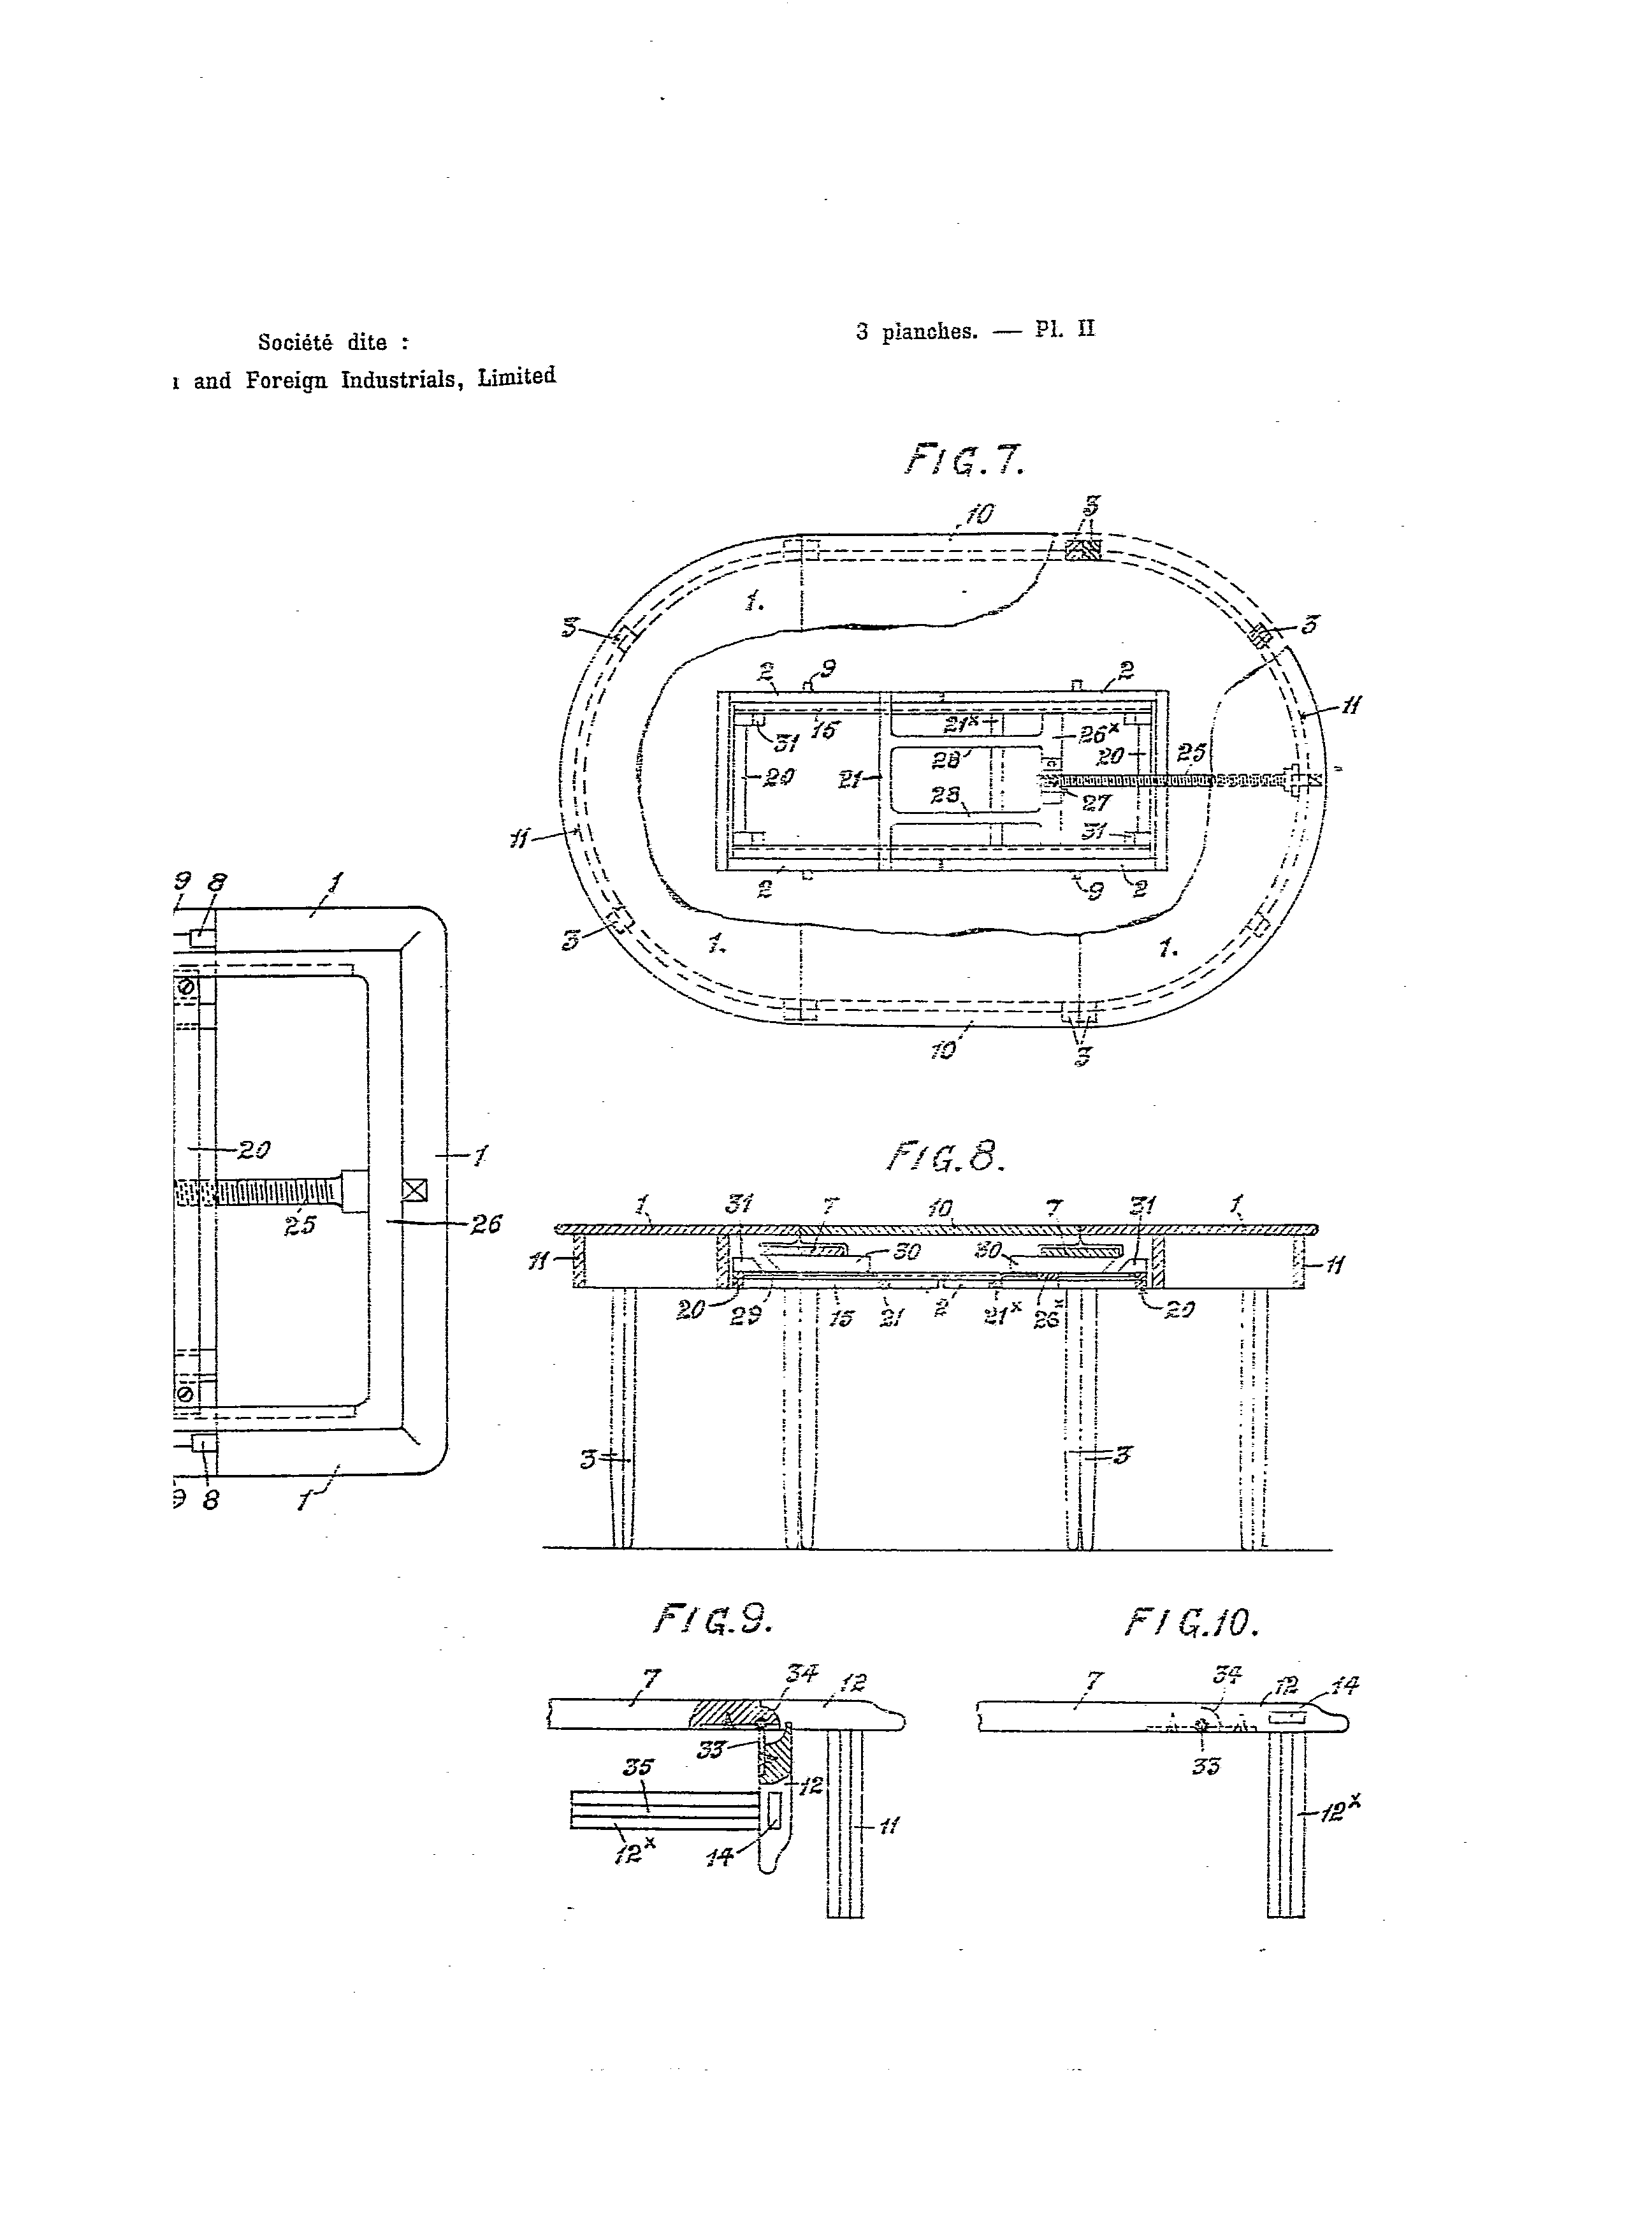 Société dite :
and Foreign Industrials, Limited
3 planches. — Pl. II
FIG. 7.
10 3
1.
3 3
2 9 2
11
31 15 21x 26x
20 21 28 20 25
28 27
31
11
2 9 2
3 1. 1.
10 3
9 8 1
20 1
25 26
9 8 1
FIG. 8.
1 31 7 10 7 31 1
11 30 30 11
20 29 15 21 2 21x 26x 20
3 3
FIG. 9.
7 34 12
33
35 12
12x 14 11
FIG. 10.
7 34 12 14
33
12x